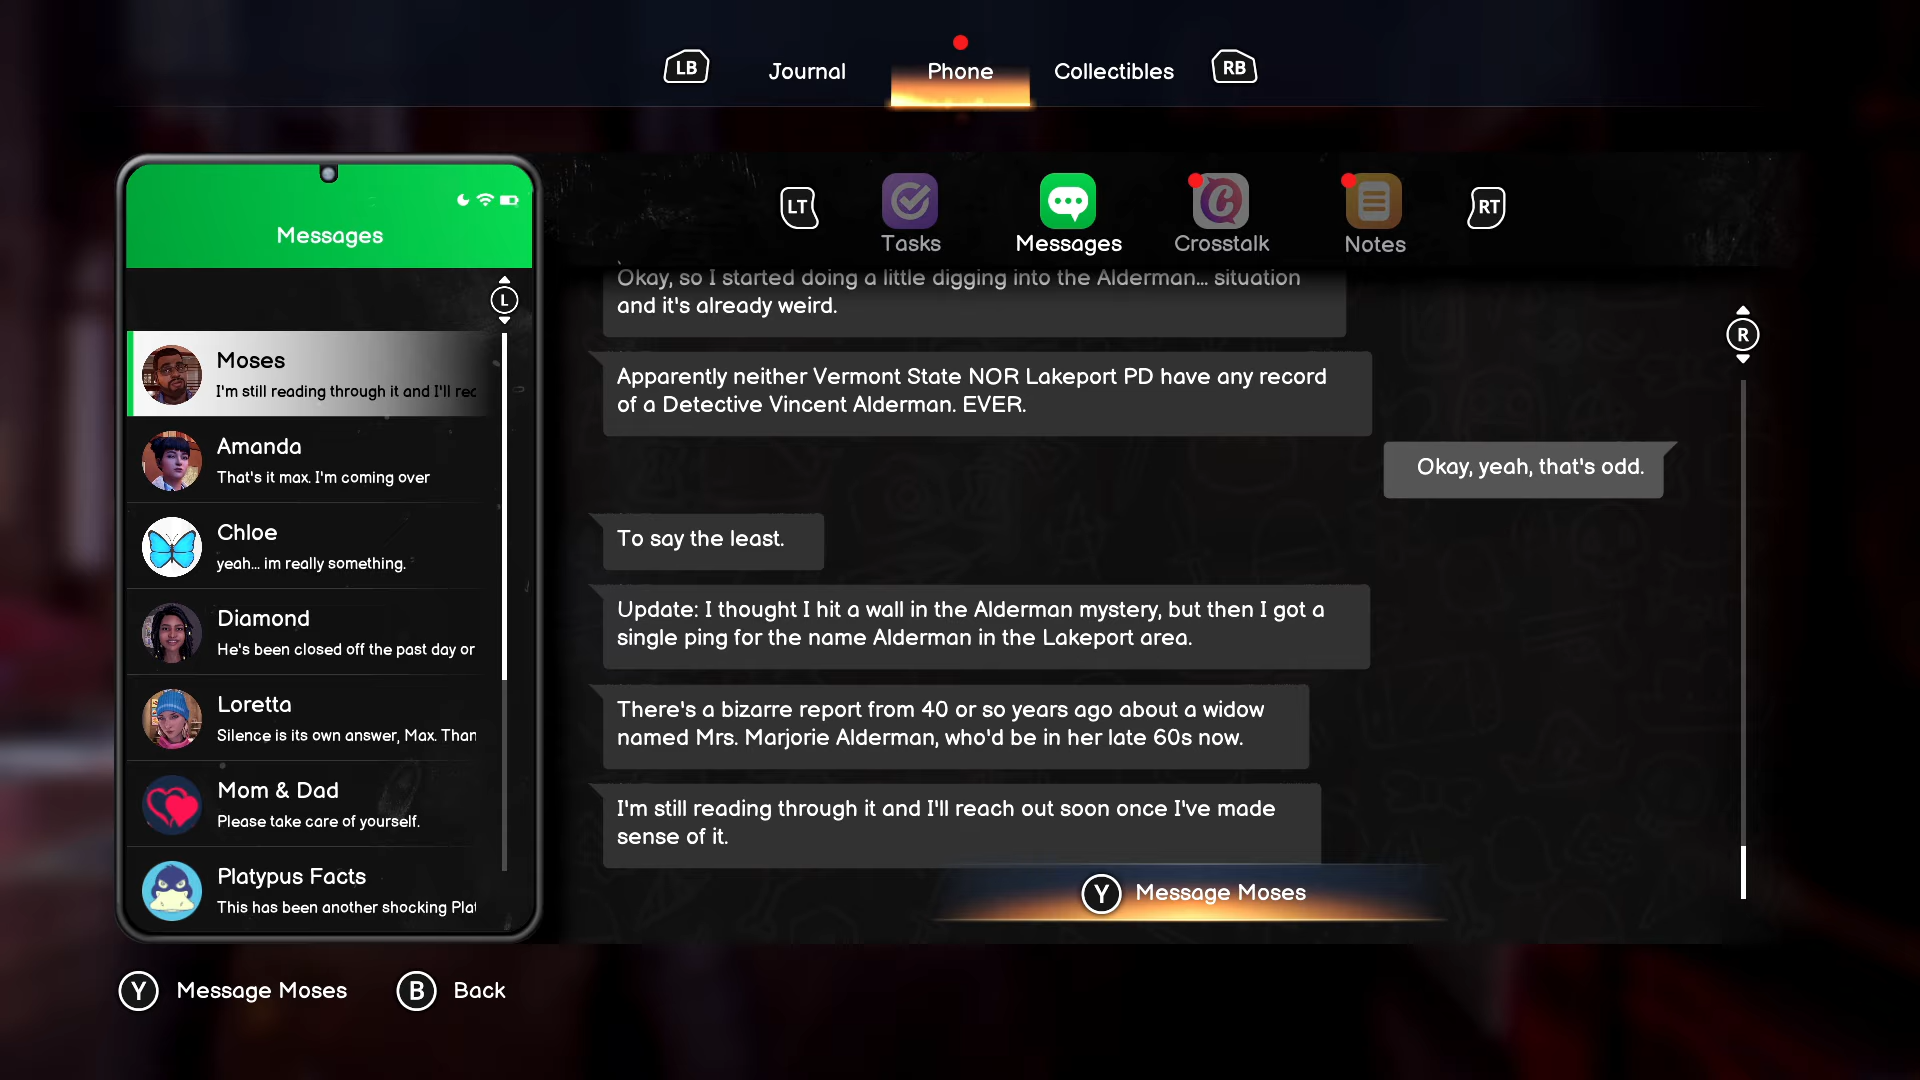 LB
Journal
Phone
Collectibles
RB
Messages
L
Moses
I'm still reading through it and I'll rec
Amanda
That's it max. I'm coming over
Chloe
yeah... im really something.
Diamond
He's been closed off the past day or
Loretta
Silence is its own answer, Max. Than
Mom & Dad
Please take care of yourself.
Platypus Facts
This has been another shocking Plat
LT
Tasks
Messages
Crosstalk
Notes
RT
Okay, so I started doing a little digging into the Alderman... situation
and it's already weird.
R
Apparently neither Vermont State NOR Lakeport PD have any record
of a Detective Vincent Alderman. EVER.
Okay, yeah, that's odd.
To say the least.
Update: I thought I hit a wall in the Alderman mystery, but then I got a
single ping for the name Alderman in the Lakeport area.
There's a bizarre report from 40 or so years ago about a widow
named Mrs. Marjorie Alderman, who'd be in her late 60s now.
I'm still reading through it and I'll reach out soon once I've made
sense of it.
Y Message Moses
Y Message Moses
B Back